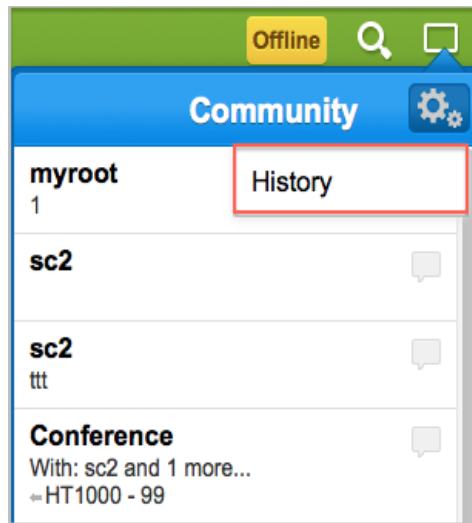 Offline
Community
myroot
History
1
sc2
sc2
ttt
Conference
With: sc2 and 1 more...
HT1000 - 99